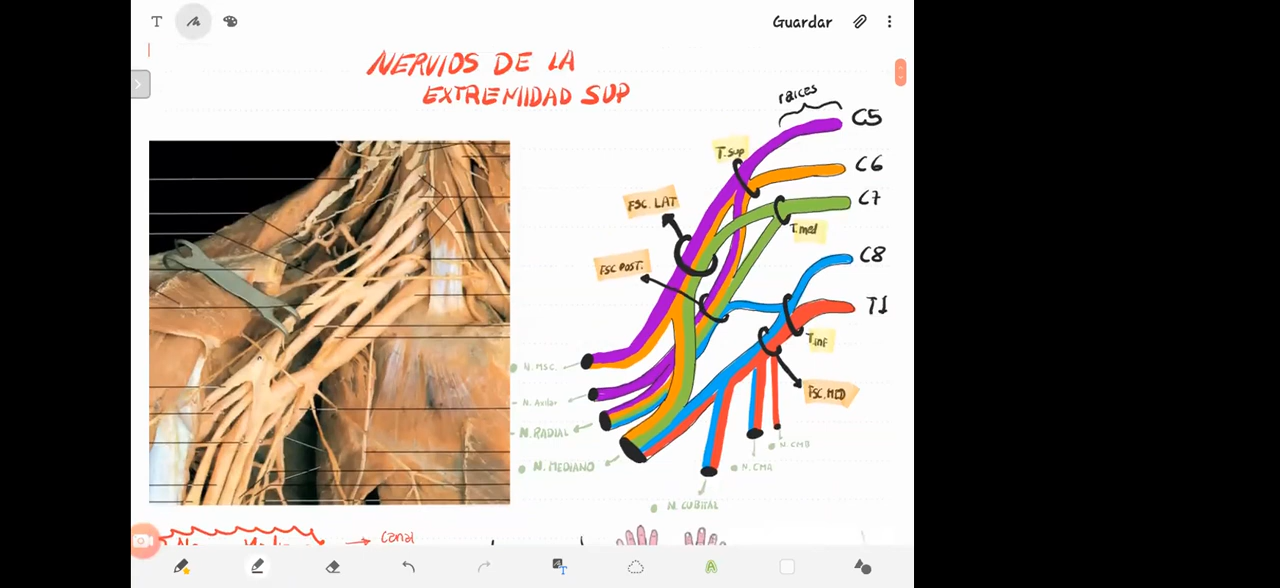 T
Guardar
NERVIOS DE LA
EXTREMIDAD SUP
raices
C5
T.sup
C6
C7
FSC. LAT
T.med
C8
FSC POST.
T1
T.inf
N. MSC.
FSC. MED
N. Axilar
N. RADIAL
N. CMB
N. MEDIANO
N. CMA
N. CUBITAL
Canal
A